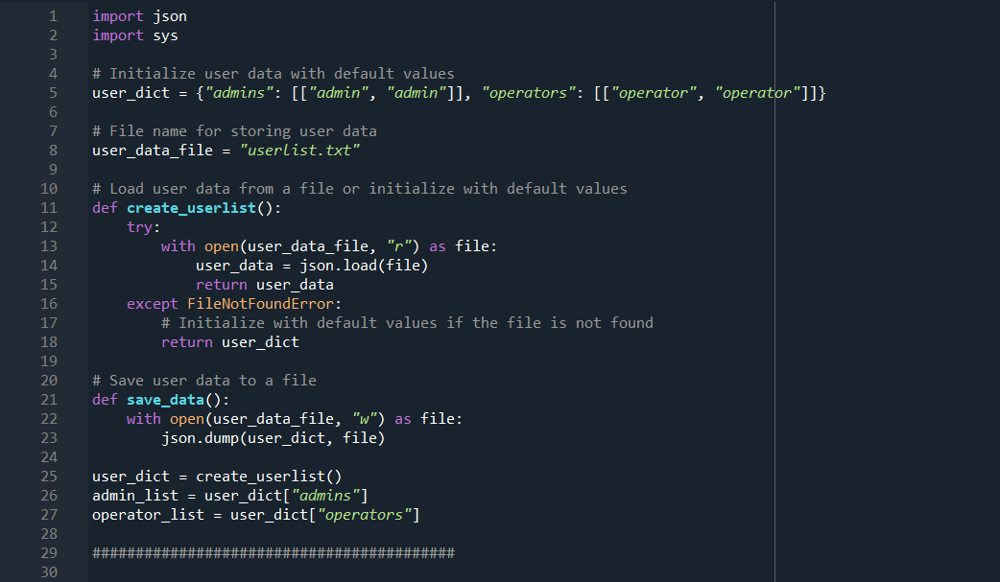 1 import json
2 import sys
3
4 # Initialize user data with default values
5 user_dict = {"admins": [["admin", "admin"]], "operators": [["operator", "operator"]]}
6
7 # File name for storing user data
8 user_data_file = "userlist.txt"
9
10 # Load user data from a file or initialize with default values
11 def create_userlist():
12     try:
13         with open(user_data_file, "r") as file:
14             user_data = json.load(file)
15             return user_data
16     except FileNotFoundError:
17         # Initialize with default values if the file is not found
18         return user_dict
19
20 # Save user data to a file
21 def save_data():
22     with open(user_data_file, "w") as file:
23         json.dump(user_dict, file)
24
25 user_dict = create_userlist()
26 admin_list = user_dict["admins"]
27 operator_list = user_dict["operators"]
28
29 ##########################################
30